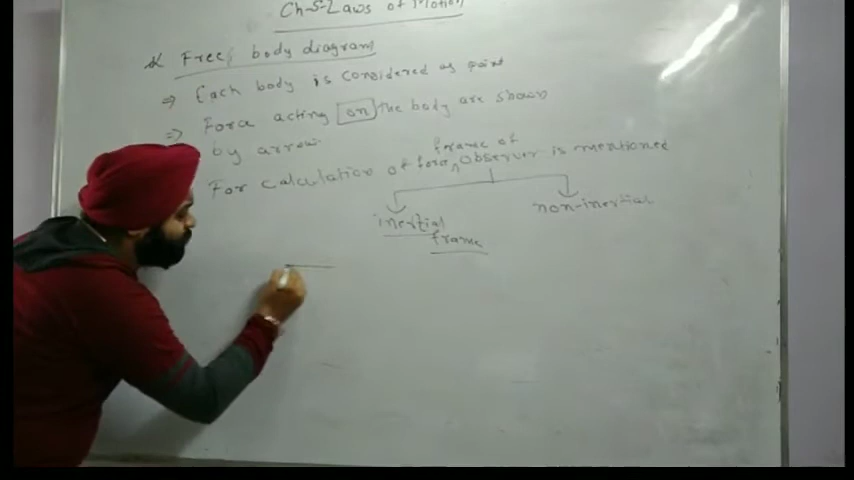 Ch-5-Laws of Motion
Free body diagram
⇒ Each body is considered as point
⇒ Force acting on the body are shown
by arrow
For calculation of force, frame of observer is mentioned
inertial non-inertial
frame